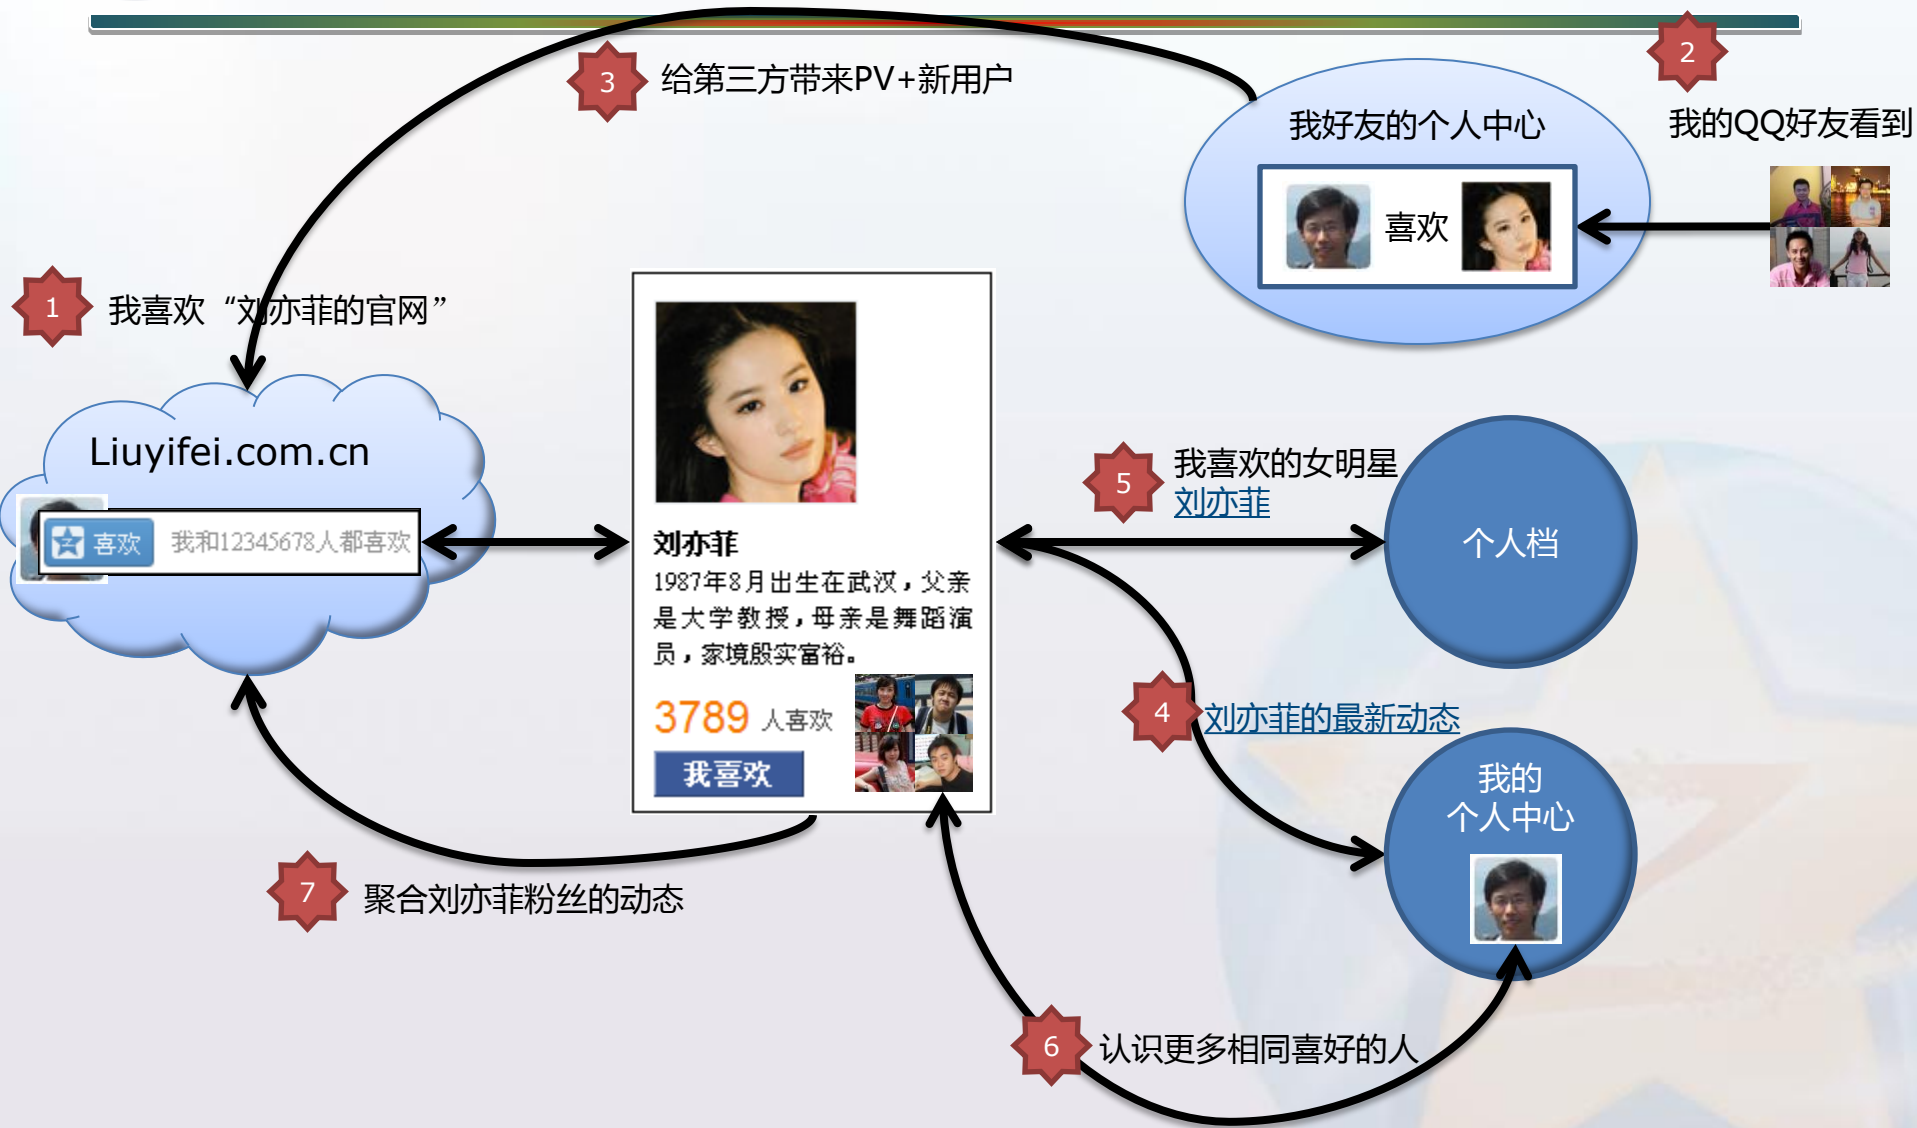 3
给第三方带来PV+新用户
2
我的QQ好友看到
我好友的个人中心
喜欢
1
我喜欢“刘亦菲的官网”
Liuyifei.com.cn
喜欢 我和12345678人都喜欢
刘亦菲
1987年8月出生在武汉，父亲
是大学教授，母亲是舞蹈演
员，家境殷实富裕。
3789 人喜欢
我喜欢
5
我喜欢的女明星
刘亦菲
个人档
4
刘亦菲的最新动态
我的
个人中心
7
聚合刘亦菲粉丝的动态
6
认识更多相同喜好的人